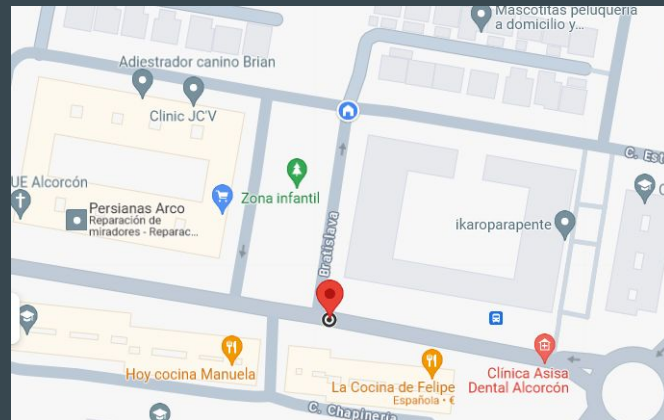 Mascotitas peluquería
a domicilio y...
Adiestrador canino Brian
Clinic JC'V
C. Est
UE Alcorcón
Zona infantil
Persianas Arco
Reparación de
miradores - Reparac...
Bratislava
ikaroparapente
Hoy cocina Manuela
La Cocina de Felipe
Española · €
Clínica Asisa
Dental Alcorcón
C. Chapinería